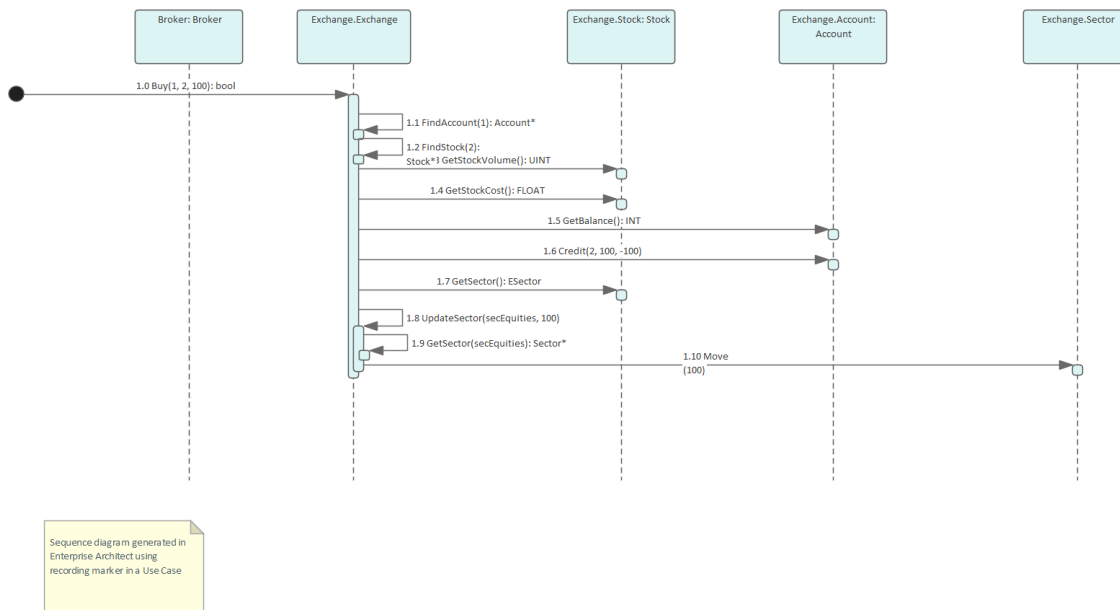 Broker: Broker
Exchange.Exchange
Exchange.Stock: Stock
Exchange.Account:
Account
Exchange.Sector
1.0 Buy(1, 2, 100): bool
1.1 FindAccount(1): Account*
1.2 FindStock(2):
Stock*
GetStockVolume(): UINT
1.4 GetStockCost(): FLOAT
1.5 GetBalance(): INT
1.6 Credit(2, 100, -100)
1.7 GetSector(): ESector
1.8 UpdateSector(secEquities, 100)
1.9 GetSector(secEquities): Sector*
1.10 Move
(100)
Sequence diagram generated in
Enterprise Architect using
recording marker in a Use Case